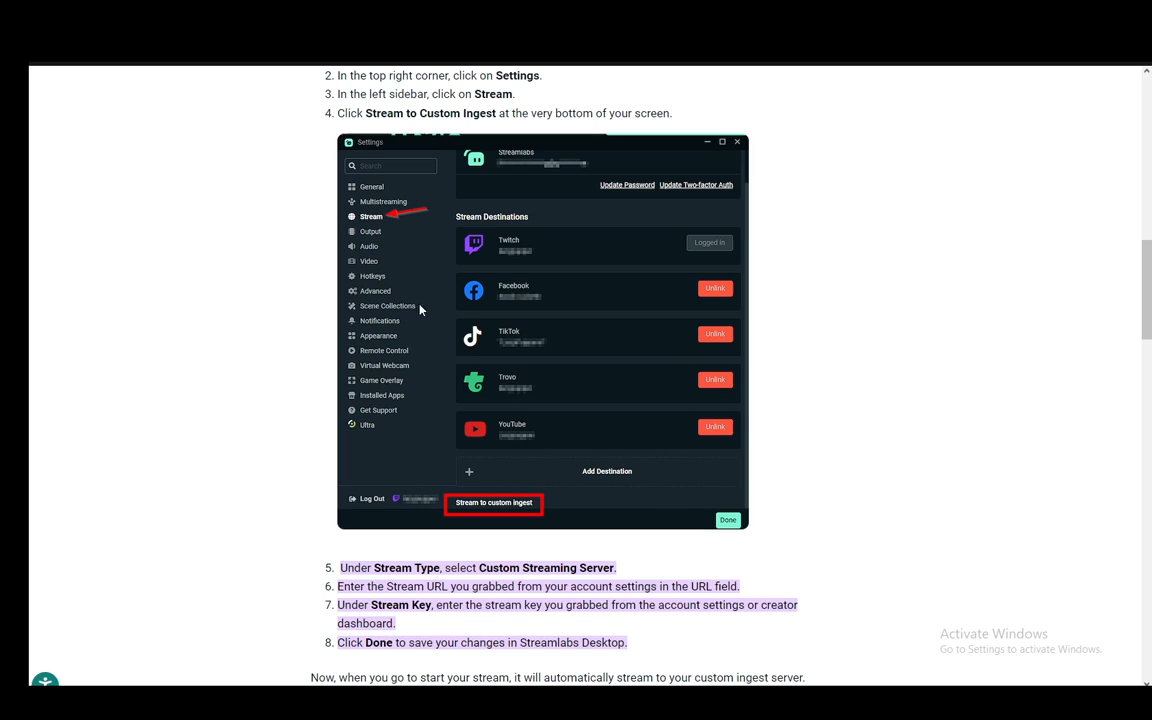 2. In the top right corner, click on Settings.
3. In the left sidebar, click on Stream.
4. Click Stream to Custom Ingest at the very bottom of your screen.
Settings
Search
Streamlabs
Update Password Update Two-factor Auth
General
Multistreaming
Stream
Stream Destinations
Output
Twitch
Logged in
Audio
Video
Hotkeys
Facebook
Unlink
Advanced
Scene Collections
Notifications
TikTok
Unlink
Appearance
Remote Control
Virtual Webcam
Trovo
Unlink
Game Overlay
Installed Apps
Get Support
YouTube
Unlink
Ultra
Add Destination
Log Out
Stream to custom ingest
Done
5. Under Stream Type, select Custom Streaming Server.
6. Enter the Stream URL you grabbed from your account settings in the URL field.
7. Under Stream Key, enter the stream key you grabbed from the account settings or creator
dashboard.
8. Click Done to save your changes in Streamlabs Desktop.
Activate Windows
Go to Settings to activate Windows.
Now, when you go to start your stream, it will automatically stream to your custom ingest server.